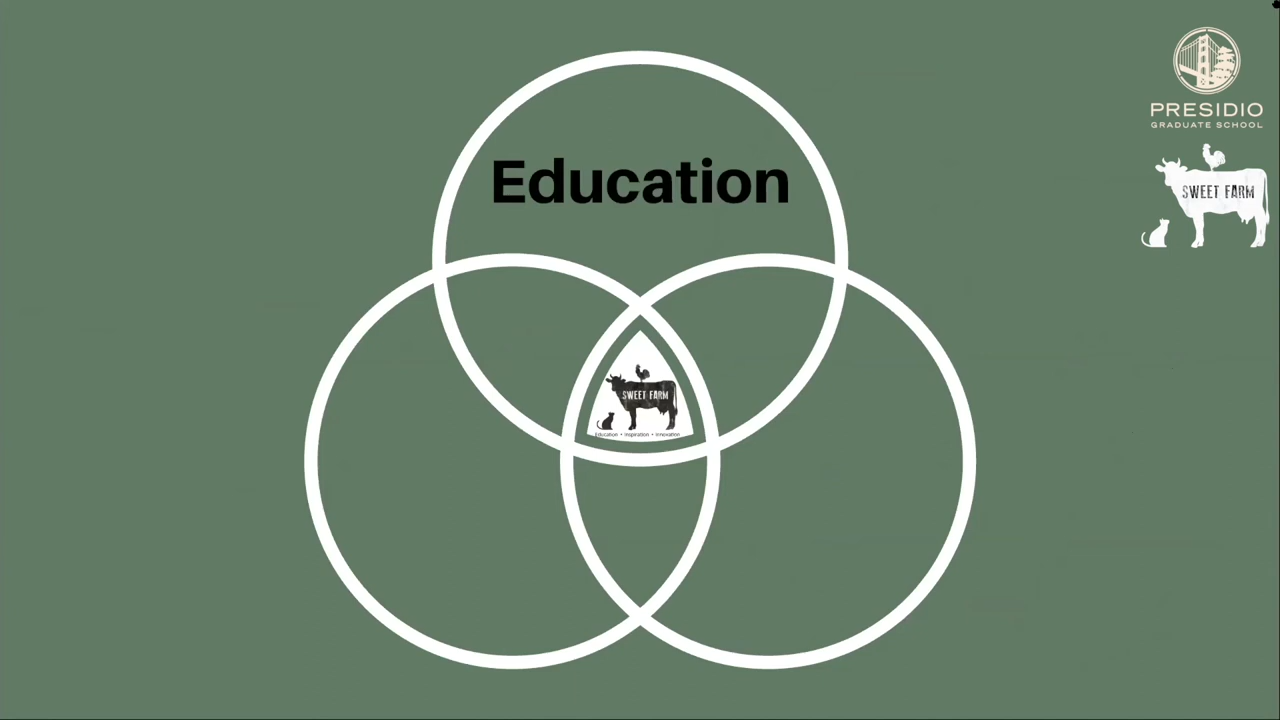 PRESIDIO
GRADUATE SCHOOL
SWEET FARM
Education
SWEET FARM
Education • Inspiration • Innovation